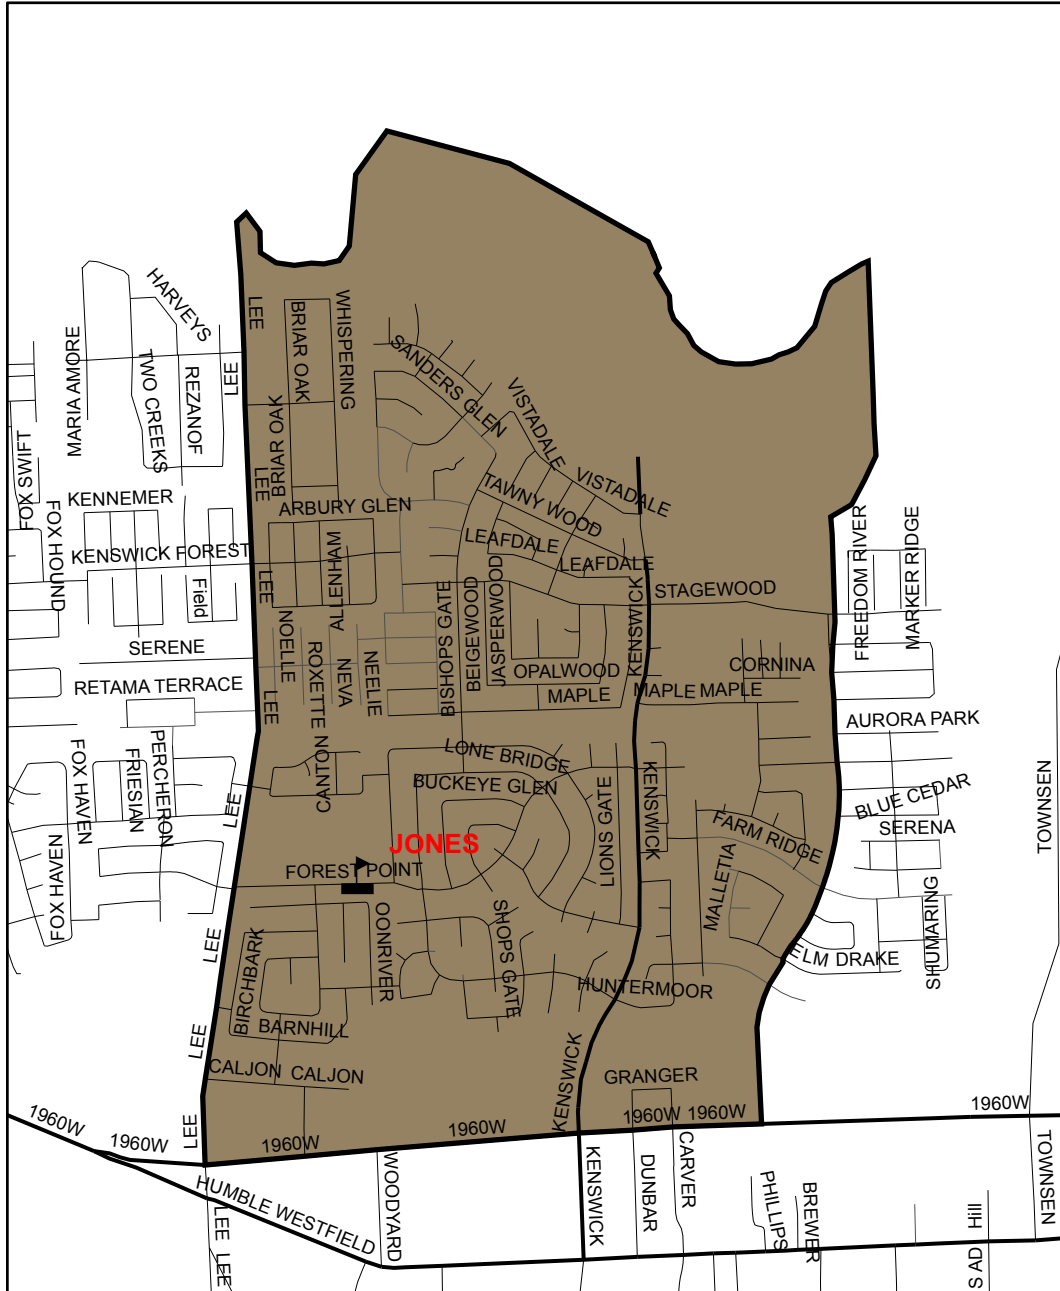 HARVEYS
LEE
BRIAR OAK
WHISPERING
MARIA AMORE
TWO CREEKS
REZANOF
LEE
SANDERS GLEN
VISTADALE
FOX SWIFT
BRIAR OAK
LEE
VISTADALE
TAWNY WOOD
KENNEMER
ARBURY GLEN
FOX HOUND
KENSWICK FOREST
LEAFDALE
LEAFDALE
FREEDOM RIVER
MARKER RIDGE
Field
LEE
ALLENHAM
STAGEWOOD
KENSWICK
BISHOPS GATE
BEIGEWOOD
JASPERWOOD
SERENE
NOELLE
ROXETTE
NEVA
NEELIE
OPALWOOD
CORNINA
RETAMA TERRACE
LEE
MAPLE
MAPLE
MAPLE
AURORA PARK
CANTON
FOX HAVEN
FRIESIAN
PERCHERON
LONE BRIDGE
BUCKEYE GLEN
LIONS GATE
KENSWICK
BLUE CEDAR
TOWNSEN
LEE
SERENA
FARM RIDGE
JONES
FOREST POINT
MALLETIA
FOX HAVEN
LEE
BIRCHBARK
OONRIVER
SHOPS GATE
ELM DRAKE
SHUMARING
HUNTERMOOR
BARNHILL
LEE
CALJON
CALJON
KENSWICK
GRANGER
1960W
1960W
LEE
1960W
1960W
1960W
1960W
1960W
HUMBLE WESTFIELD
WOODYARD
KENSWICK
DUNBAR
CARVER
PHILLIPS
BREWER
TOWNSEN
LEE
LEE
S AD
Hill